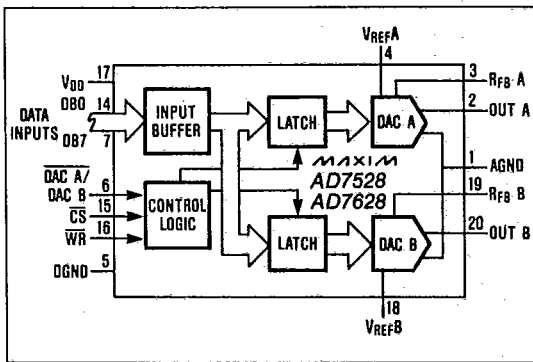 VREFA
4
17
VDD
3
RFB A
DB0
14
2
OUT A
DATA
INPUTS
INPUT
BUFFER
LATCH
DAC A
DB7
7
MAXIM
AD7528
AD7628
1
AGND
DAC A/
DAC B
6
19
RFB B
CS
15
CONTROL
LOGIC
WR
16
LATCH
DAC B
20
OUT B
DGND
5
18
VREFB